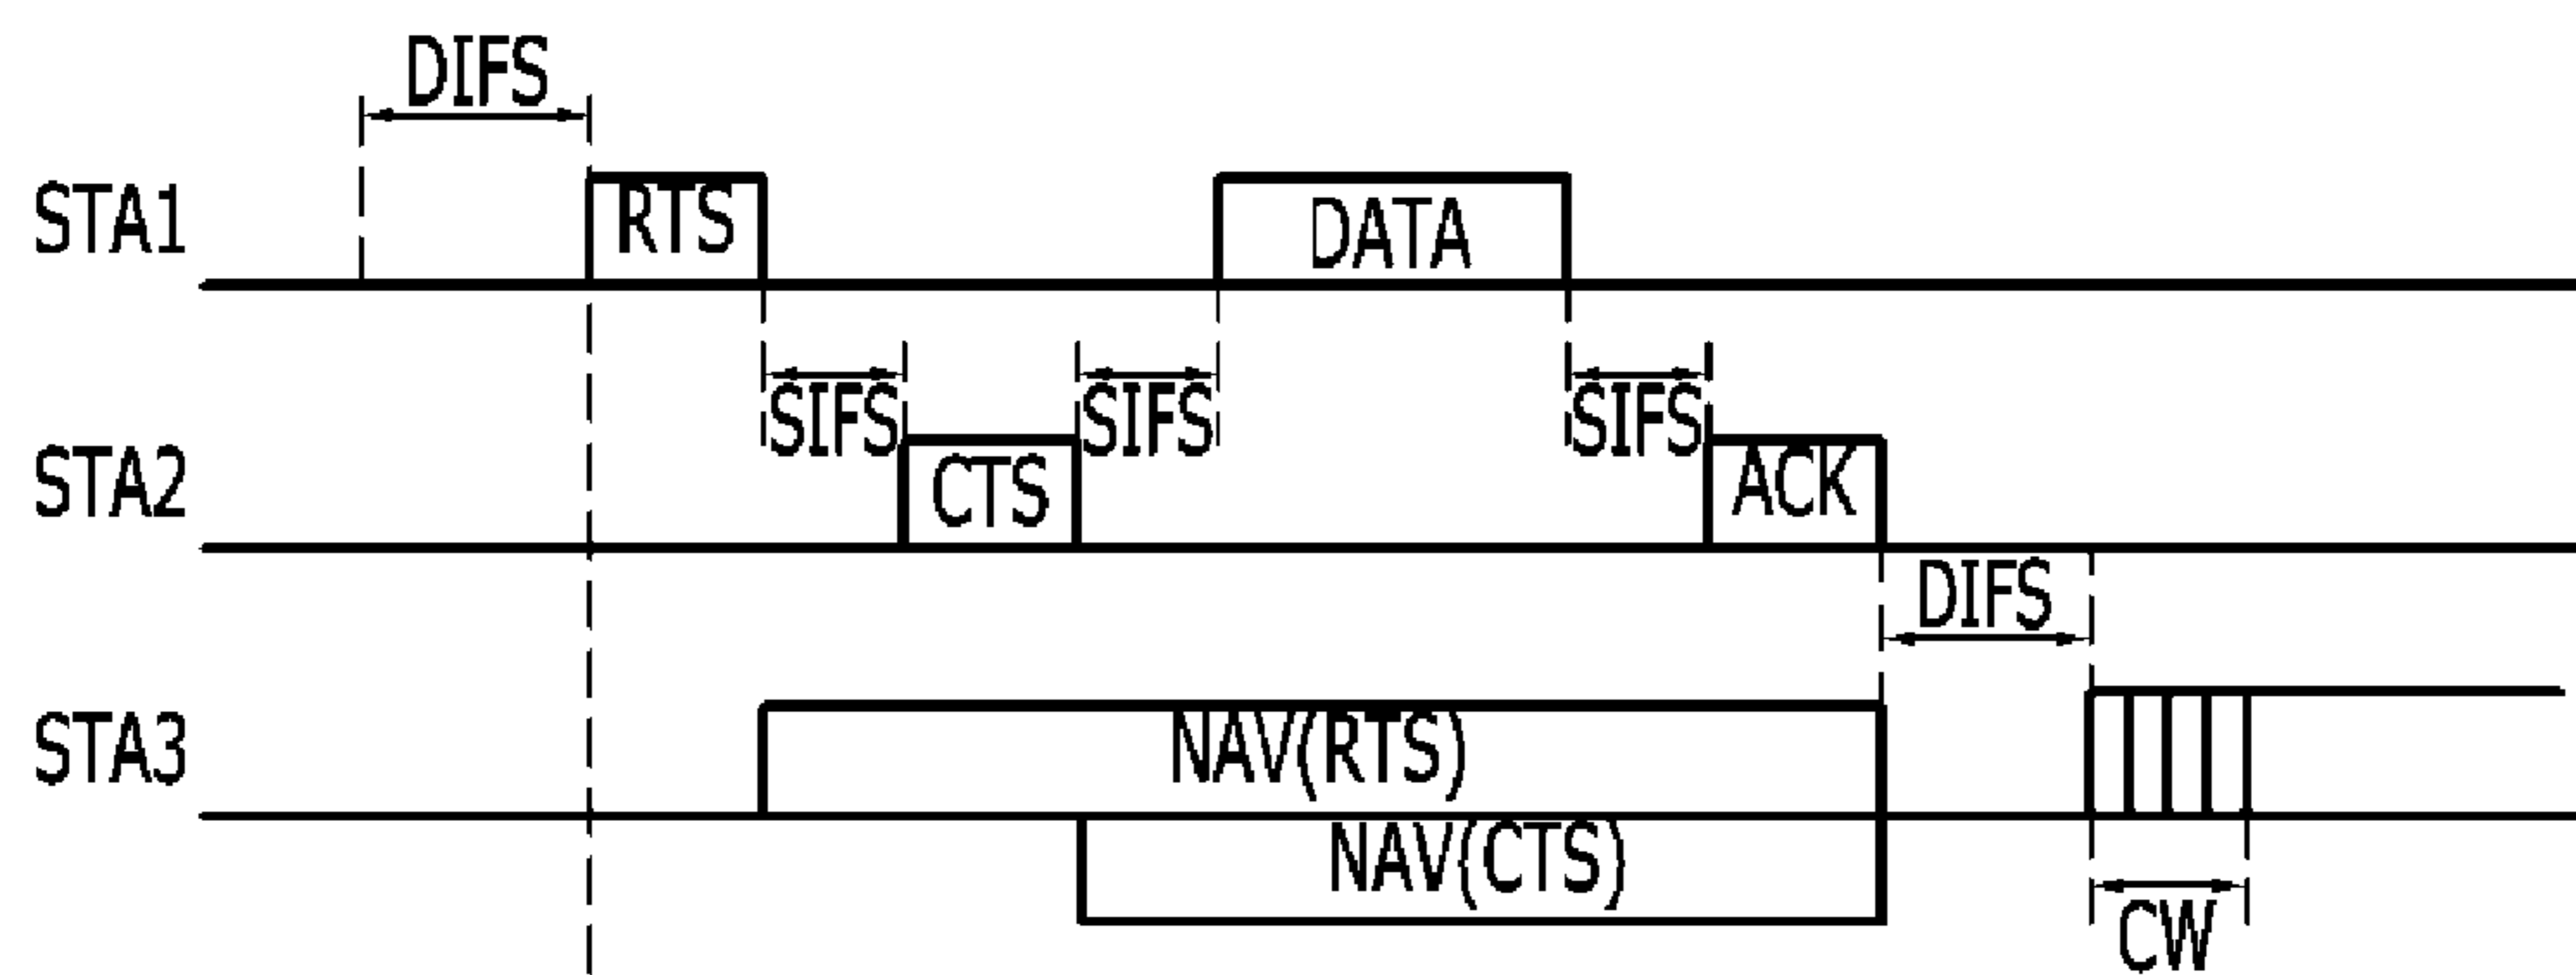 DIFS
STA1
RTS
DATA
SIFS
SIFS
SIFS
STA2
CTS
ACK
DIFS
STA3
NAV(RTS)
NAV(CTS)
CW